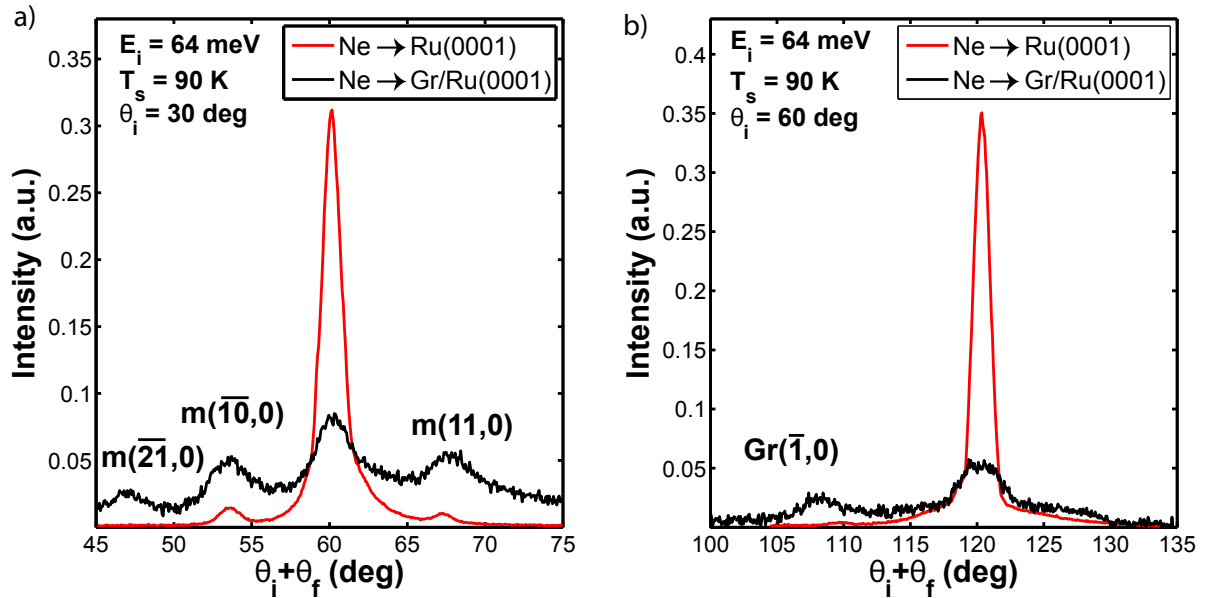 a)
E_i = 64 meV
T_s = 90 K
θ_i = 30 deg
Ne → Ru(0001)
Ne → Gr/Ru(0001)
m(2̅1̅,0)
m(1̅0̅,0)
m(11,0)
Intensity (a.u.)
0.35
0.3
0.25
0.2
0.15
0.1
0.05
45 50 55 60 65 70 75
θ_i+θ_f (deg)
b)
E_i = 64 meV
T_s = 90 K
θ_i = 60 deg
Ne → Ru(0001)
Ne → Gr/Ru(0001)
Gr(1̅,0)
Intensity (a.u.)
0.4
0.35
0.3
0.25
0.2
0.15
0.1
0.05
100 105 110 115 120 125 130 135
θ_i+θ_f (deg)